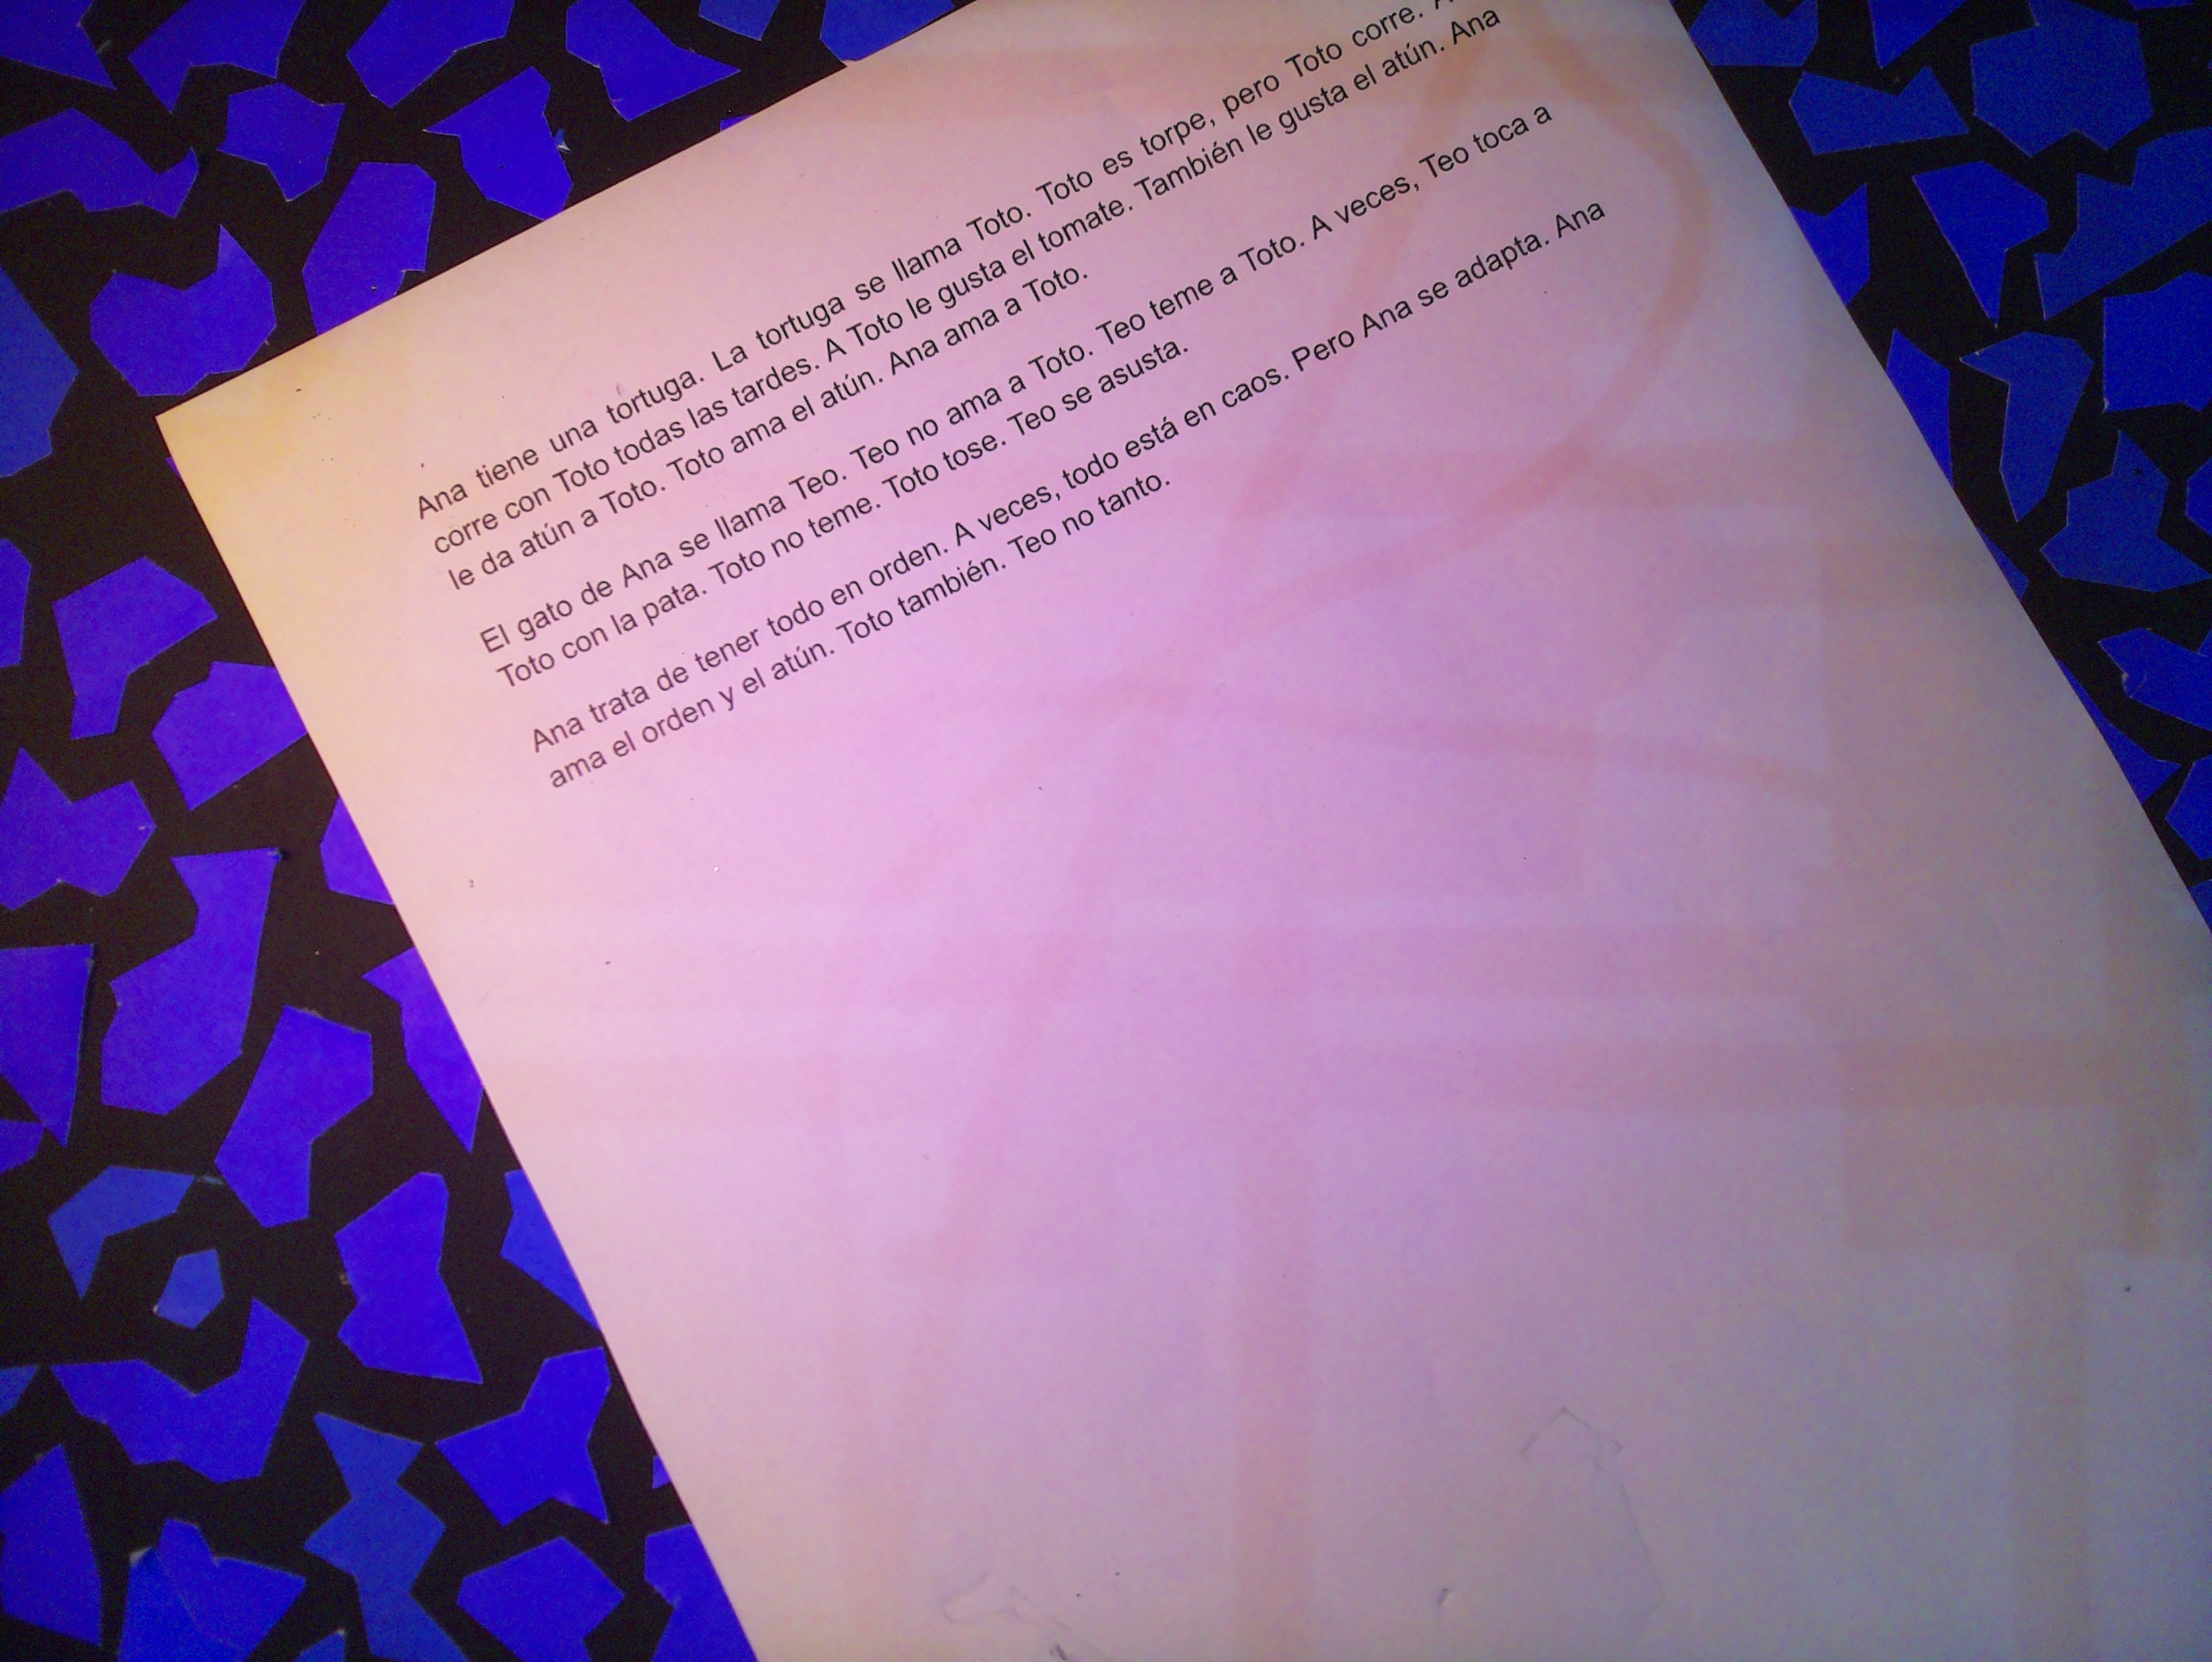 Ana tiene una tortuga. La tortuga se llama Toto. Toto es torpe, pero Toto corre.
corre con Toto todas las tardes. A Toto le gusta el tomate. También le gusta el atún. Ana
le da atún a Toto. Toto ama el atún. Ana ama a Toto.
El gato de Ana se llama Teo. Teo no ama a Toto. Teo teme a Toto. A veces, Teo toca a
Toto con la pata. Toto no teme. Toto tose. Teo se asusta.
Ana trata de tener todo en orden. A veces, todo está en caos. Pero Ana se adapta. Ana
ama el orden y el atún. Toto también. Teo no tanto.